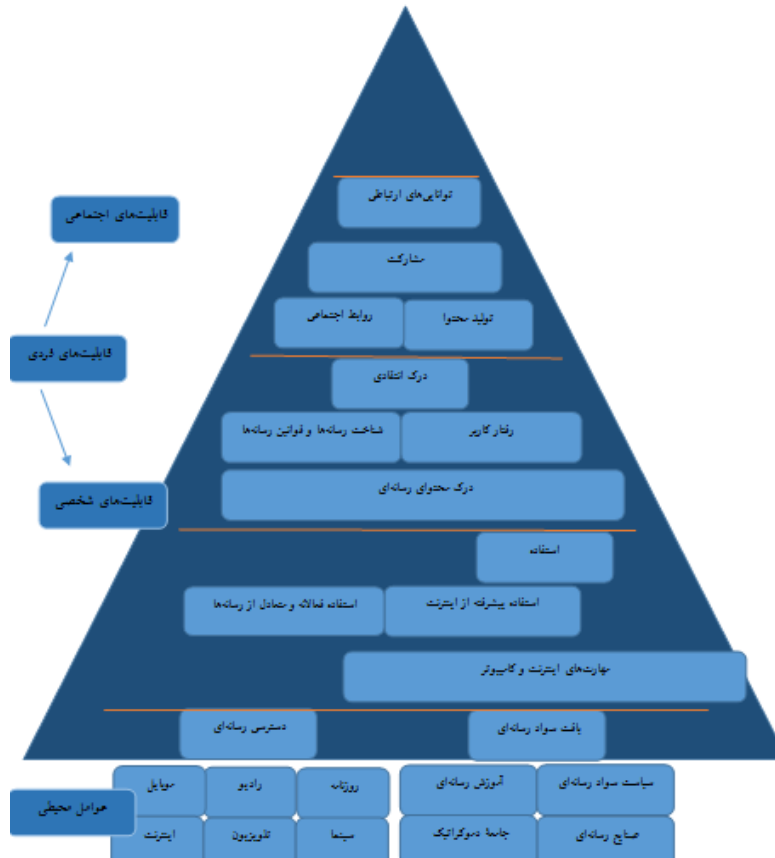 توانایی‌های ارتباطی
قابلیت‌های اجتماعی
مشارکت
تولید محتوا
روابط اجتماعی
قابلیت‌های فردی
درک انتقادی
رفتار کاربر
شناخت رسانه‌ها و قوانین رسانه‌ها
درک محتوای رسانه‌ای
قابلیت‌های شخصی
استفاده
استفاده پیشرفته از اینترنت
استفاده فعالانه و متعادل از رسانه‌ها
مهارت‌های اینترنت و کامپیوتر
بافت سواد رسانه‌ای
دسترسی رسانه‌ای
سیاست سواد رسانه‌ای
آموزش رسانه‌ای
روزنامه
رادیو
موبایل
عوامل محیطی
صنایع رسانه‌ای
جامعهٔ دموکراتیک
سینما
تلویزیون
اینترنت